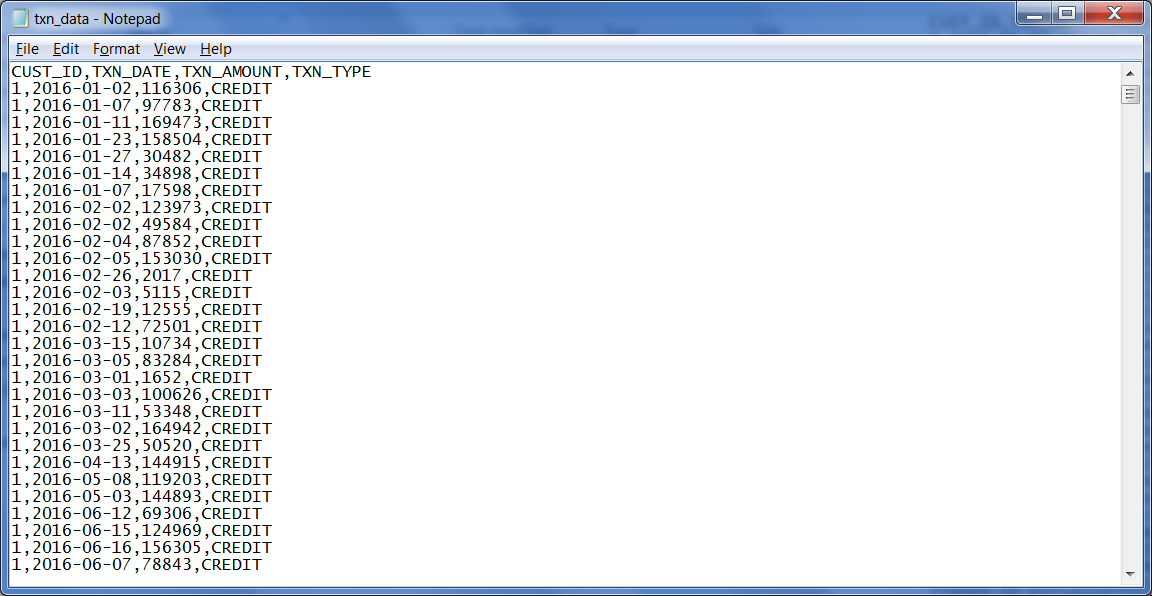 txn_data - Notepad
File Edit Format View Help
CUST_ID,TXN_DATE,TXN_AMOUNT,TXN_TYPE
1,2016-01-02,116306,CREDIT
1,2016-01-07,97783,CREDIT
1,2016-01-11,169473,CREDIT
1,2016-01-23,158504,CREDIT
1,2016-01-27,30482,CREDIT
1,2016-01-14,34898,CREDIT
1,2016-01-07,17598,CREDIT
1,2016-02-02,123973,CREDIT
1,2016-02-02,49584,CREDIT
1,2016-02-04,87852,CREDIT
1,2016-02-05,153030,CREDIT
1,2016-02-26,2017,CREDIT
1,2016-02-03,5115,CREDIT
1,2016-02-19,12555,CREDIT
1,2016-02-12,72501,CREDIT
1,2016-03-15,10734,CREDIT
1,2016-03-05,83284,CREDIT
1,2016-03-01,1652,CREDIT
1,2016-03-03,100626,CREDIT
1,2016-03-11,53348,CREDIT
1,2016-03-02,164942,CREDIT
1,2016-03-25,50520,CREDIT
1,2016-04-13,144915,CREDIT
1,2016-05-08,119203,CREDIT
1,2016-05-03,144893,CREDIT
1,2016-06-12,69306,CREDIT
1,2016-06-15,124969,CREDIT
1,2016-06-16,156305,CREDIT
1,2016-06-07,78843,CREDIT